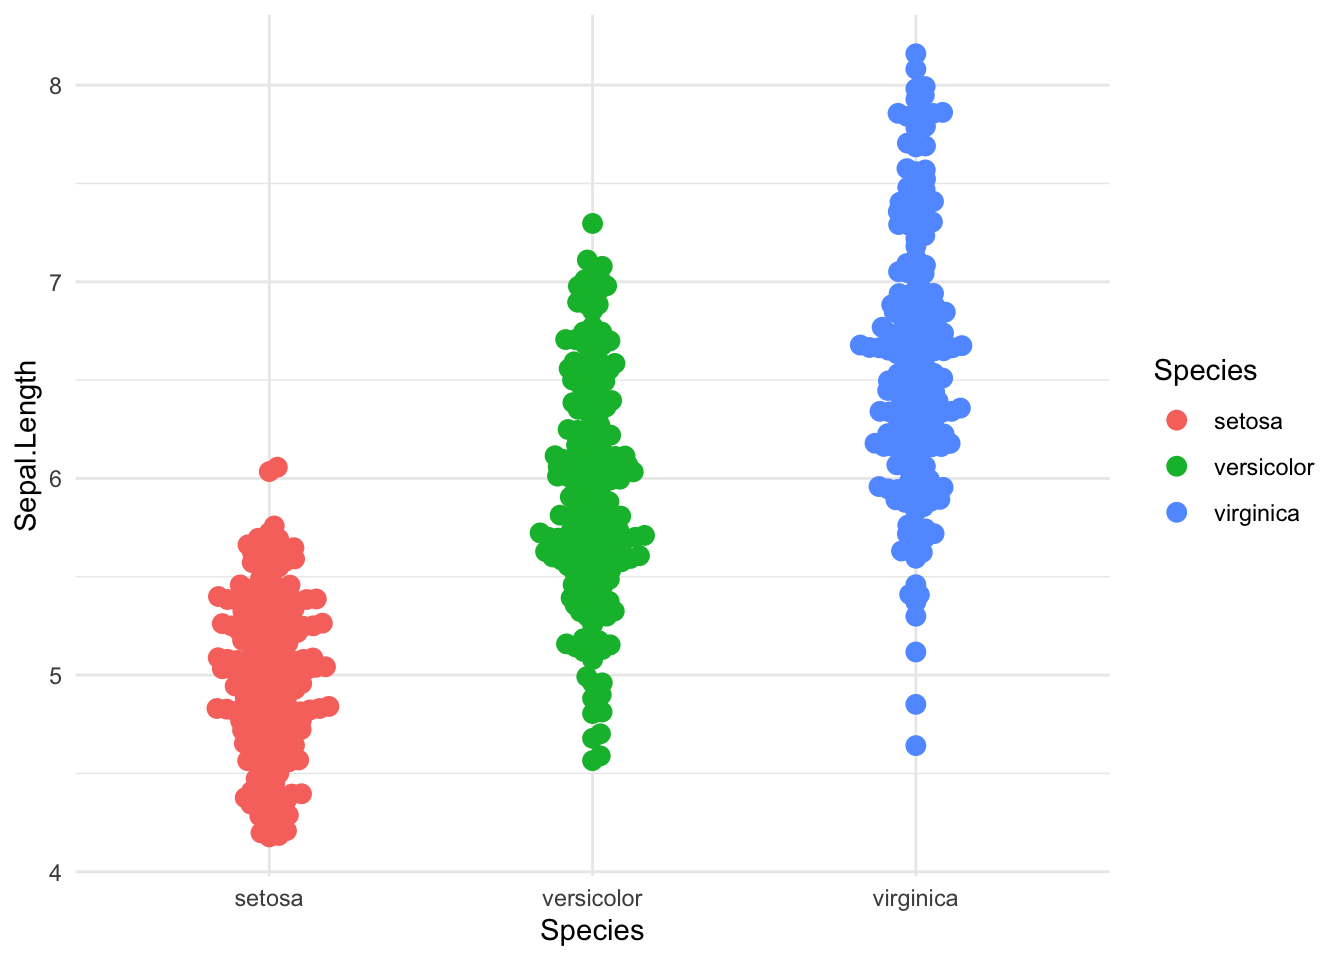 8
7
6
5
4
Sepal.Length
setosa
versicolor
virginica
Species
Species
setosa
versicolor
virginica